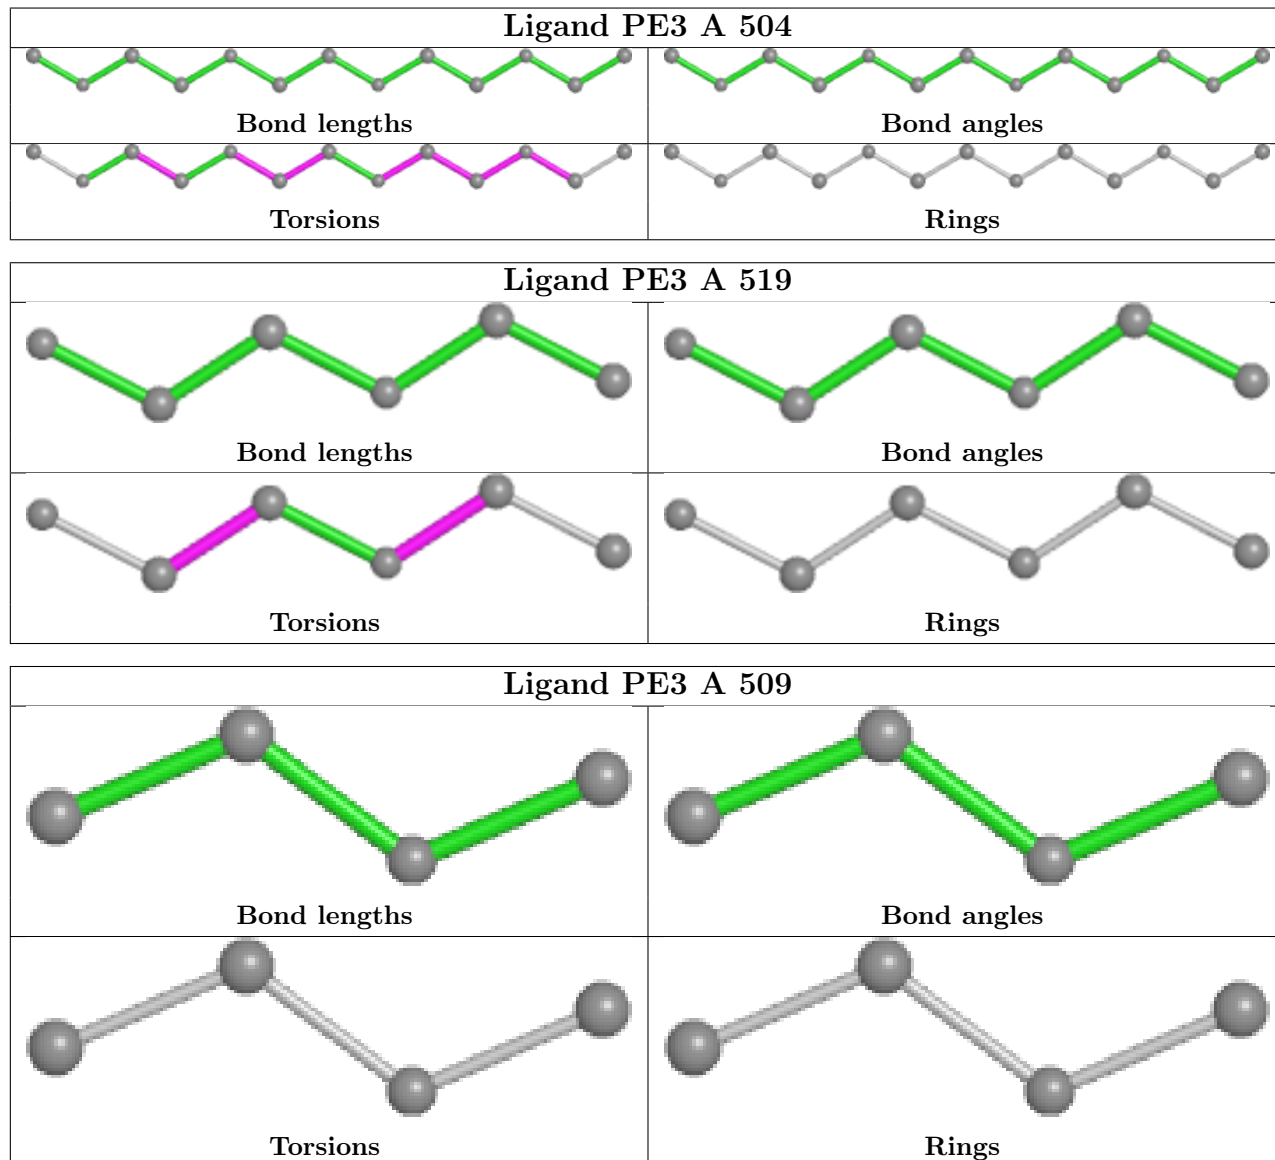 Ligand PE3 A 504
Bond lengths Bond angles
Torsions Rings
Ligand PE3 A 519
Bond lengths Bond angles
Torsions Rings
Ligand PE3 A 509
Bond lengths Bond angles
Torsions Rings